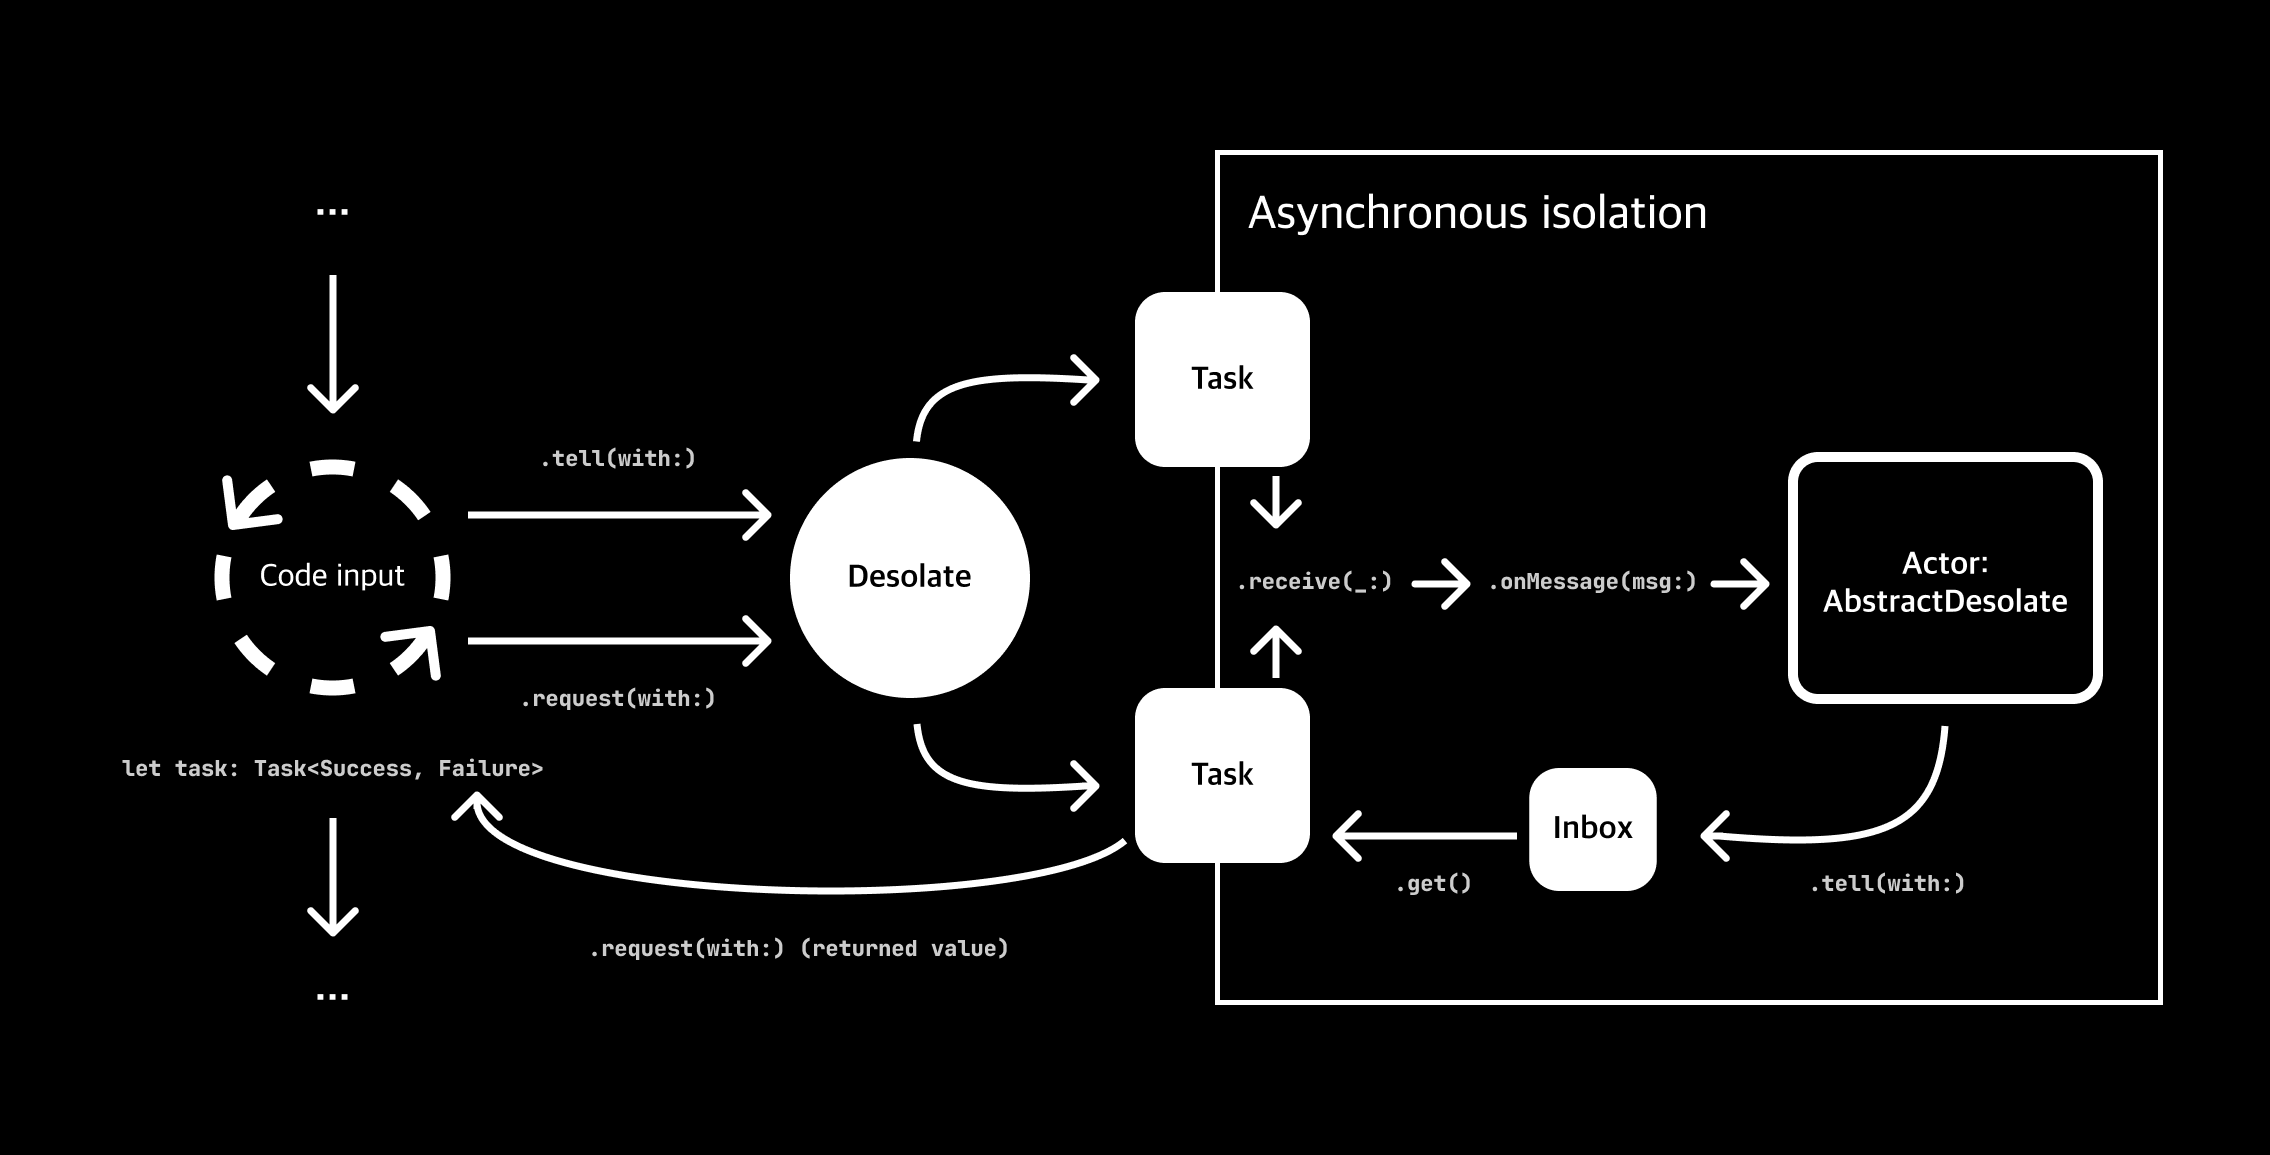 ...
Asynchronous isolation
Task
.tell(with:)
Code input
Desolate
.receive(_:)
.onMessage(msg:)
Actor:
AbstractDesolate
.request(with:)
let task: Task<Success, Failure>
Task
Inbox
.get()
.tell(with:)
.request(with:) (returned value)
...